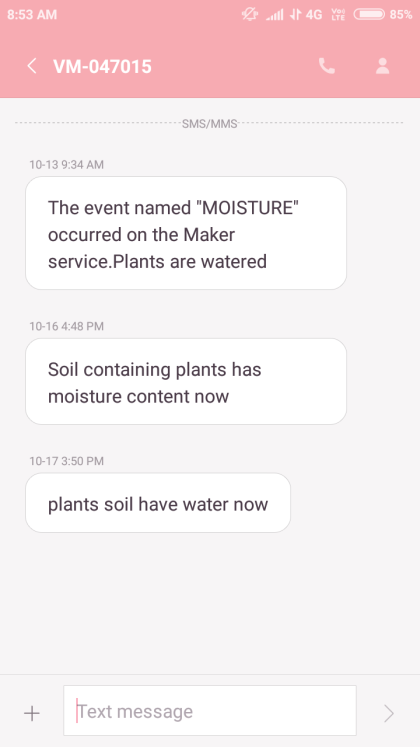 8:53 AM 4G Vo) LTE 85%
VM-047015
SMS/MMS
10-13 9:34 AM
The event named "MOISTURE"
occurred on the Maker
service.Plants are watered
10-16 4:48 PM
Soil containing plants has
moisture content now
10-17 3:50 PM
plants soil have water now
Text message